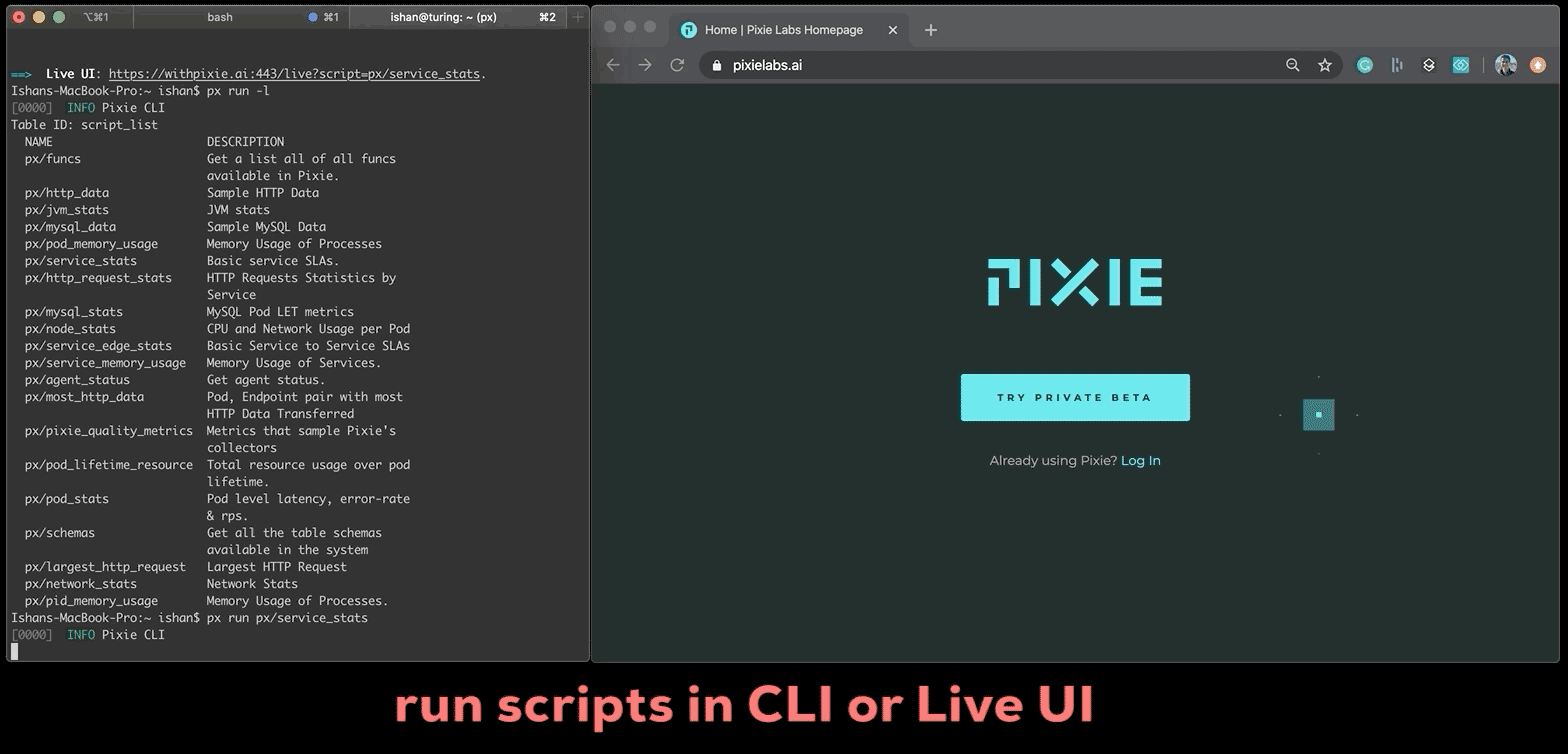 ⌥⌘1
bash
⌘1
ishan@turing: ~ (px)
⌘2
==> Live UI: https://withpixie.ai:443/live?script=px/service_stats.
Ishans-MacBook-Pro:~ ishan$ px run -l
[0000] INFO Pixie CLI
Table ID: script_list
NAME DESCRIPTION
px/funcs Get a list all of all funcs
available in Pixie.
px/http_data Sample HTTP Data
px/jvm_stats JVM stats
px/mysql_data Sample MySQL Data
px/pod_memory_usage Memory Usage of Processes
px/service_stats Basic service SLAs.
px/http_request_stats HTTP Requests Statistics by
Service
px/mysql_stats MySQL Pod LET metrics
px/node_stats CPU and Network Usage per Pod
px/service_edge_stats Basic Service to Service SLAs
px/service_memory_usage Memory Usage of Services.
px/agent_status Get agent status.
px/most_http_data Pod, Endpoint pair with most
HTTP Data Transferred
px/pixie_quality_metrics Metrics that sample Pixie's
collectors
px/pod_lifetime_resource Total resource usage over pod
lifetime.
px/pod_stats Pod level latency, error-rate
& rps.
px/schemas Get all the table schemas
available in the system
px/largest_http_request Largest HTTP Request
px/network_stats Network Stats
px/pid_memory_usage Memory Usage of Processes.
Ishans-MacBook-Pro:~ ishan$ px run px/service_stats
[0000] INFO Pixie CLI
Home | Pixie Labs Homepage
pixielabs.ai
PIXIE
TRY PRIVATE BETA
Already using Pixie? Log In
run scripts in CLI or Live UI